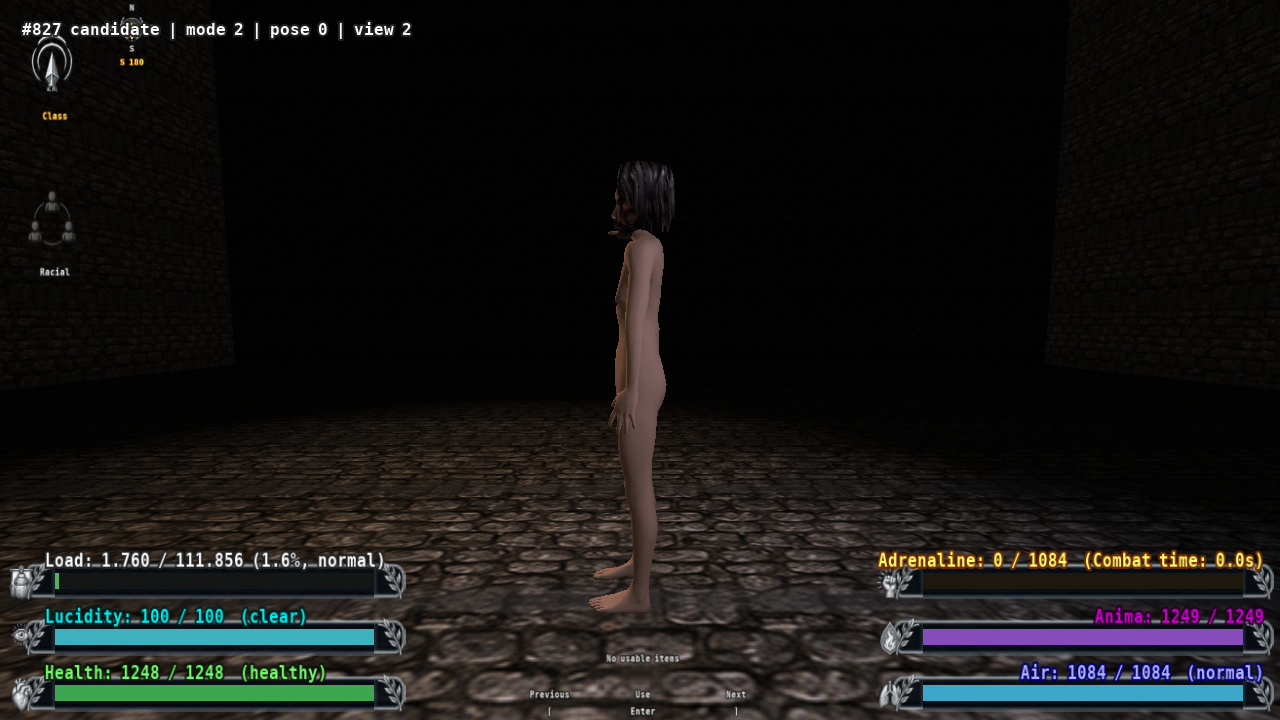 #827 candidate | mode 2 | pose 0 | view 2
N
S
S 180
Class
Racial
Load: 1.760 / 111.856 (1.6%, normal)
Adrenaline: 0 / 1084 (Combat time: 0.0s)
Lucidity: 100 / 100 (clear)
Anima: 1249 / 1249
No usable items
Health: 1248 / 1248 (healthy)
Air: 1084 / 1084 (normal)
Previous Use Next
[ Enter ]